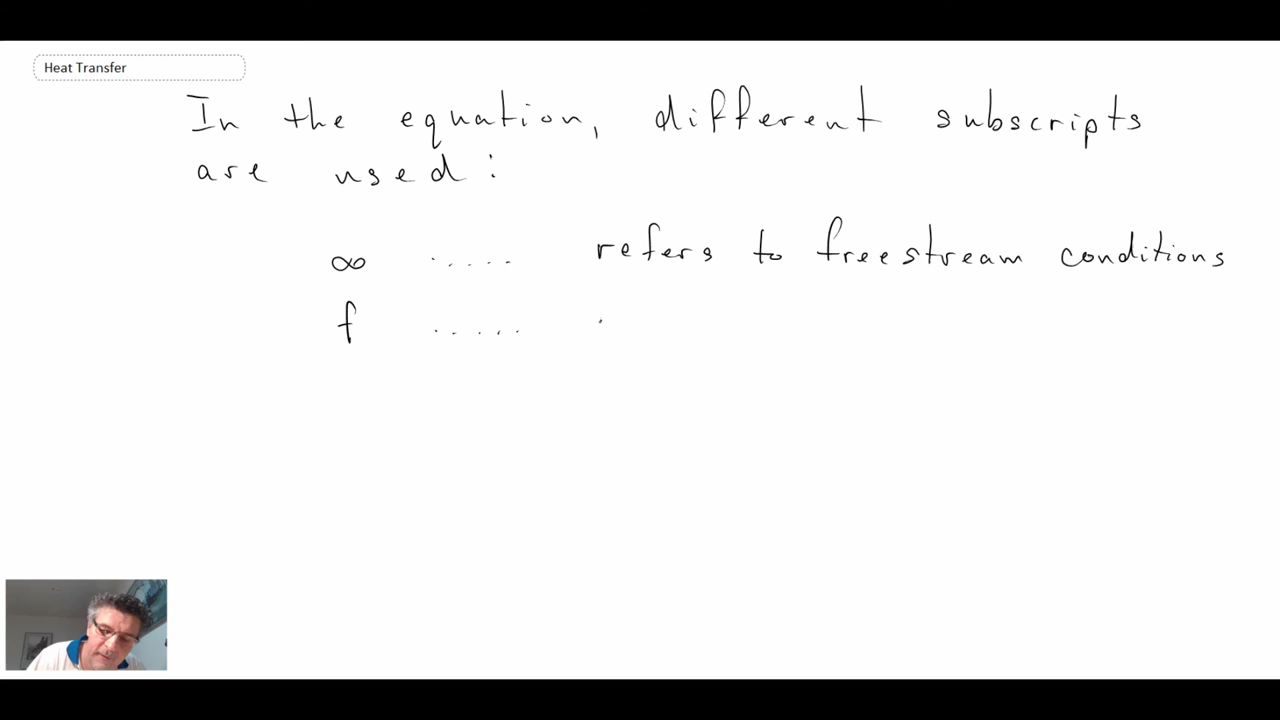 Heat Transfer
In the equation, different subscripts
are used:
∞ ..... refers to freestream conditions
f .....